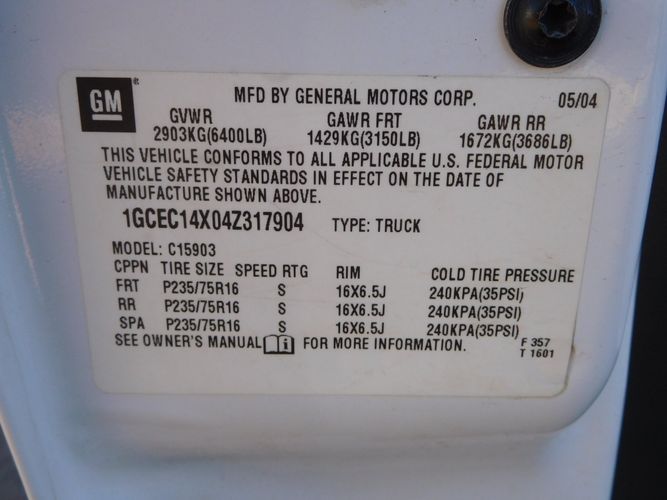 GM ® MFD BY GENERAL MOTORS CORP. 05/04
GVWR GAWR FRT GAWR RR
2903KG(6400LB) 1429KG(3150LB) 1672KG(3686LB)
THIS VEHICLE CONFORMS TO ALL APPLICABLE U.S. FEDERAL MOTOR
VEHICLE SAFETY STANDARDS IN EFFECT ON THE DATE OF
MANUFACTURE SHOWN ABOVE.
1GCEC14X04Z317904 TYPE: TRUCK
MODEL: C15903
CPPN TIRE SIZE SPEED RTG RIM COLD TIRE PRESSURE
FRT P235/75R16 S 16X6.5J 240KPA(35PSI)
RR P235/75R16 S 16X6.5J 240KPA(35PSI)
SPA P235/75R16 S 16X6.5J 240KPA(35PSI)
SEE OWNER'S MANUAL i FOR MORE INFORMATION. F 357
T 1601